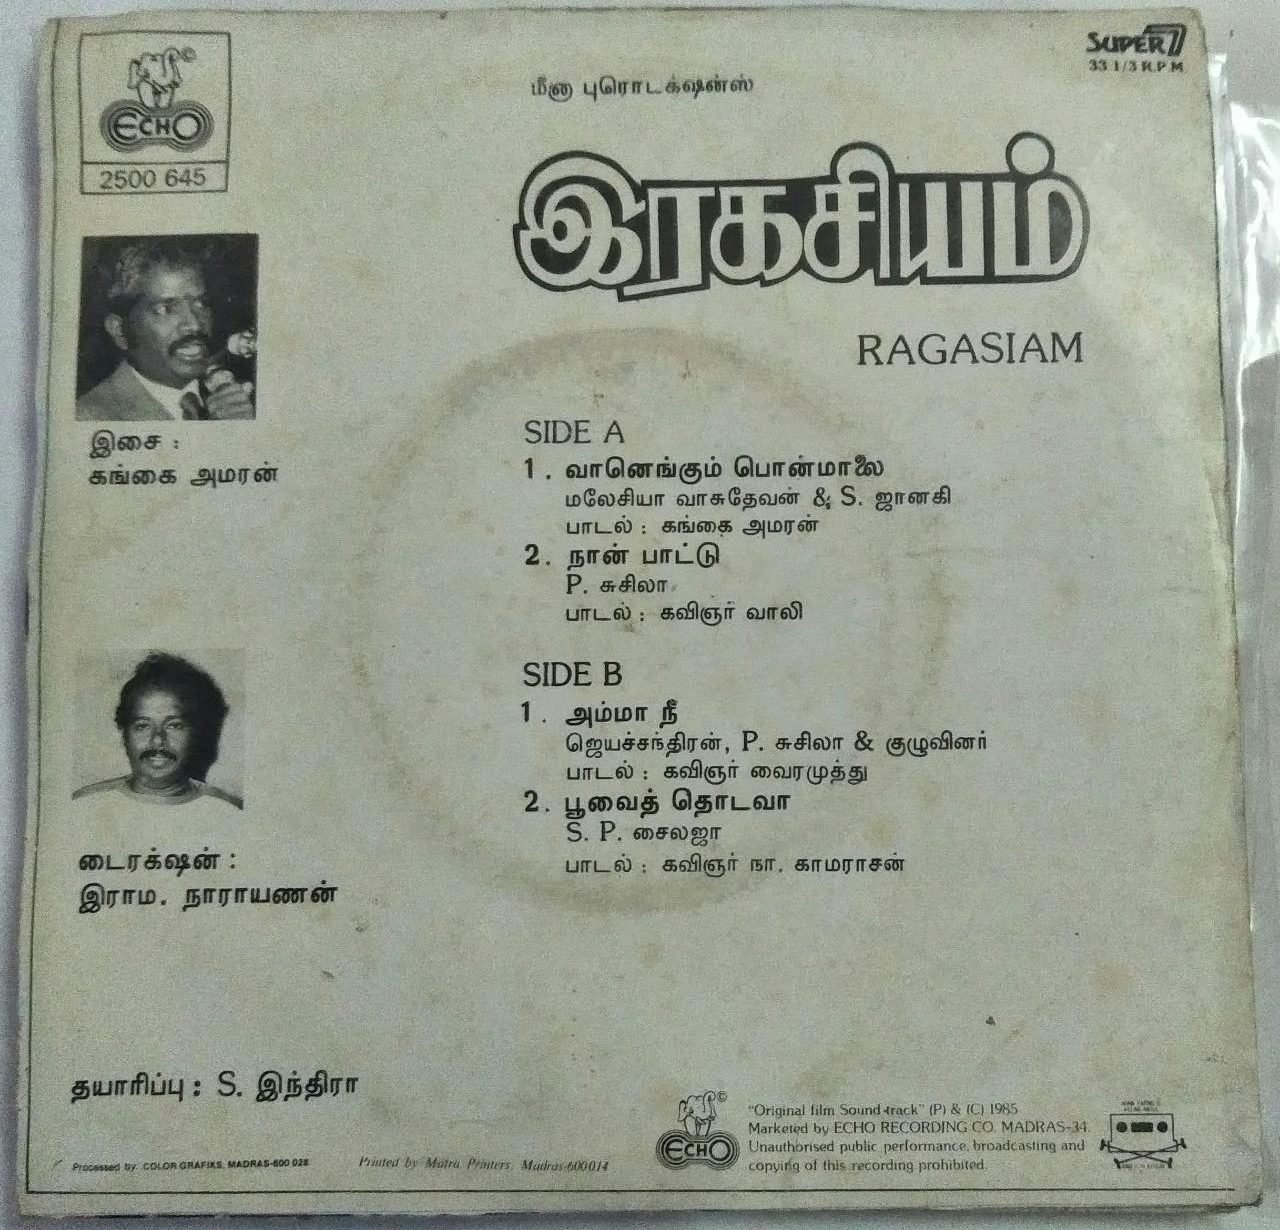 ECHO
2500 645
SUPER 7
33 1/3 R.P.M
மீனா புரொடக்ஷன்ஸ்
இரகசியம்
RAGASIAM
இசை :
கங்கை அமரன்
SIDE A
1. வானெங்கும் பொன்மாலை
மலேசியா வாசுதேவன் & S. ஜானகி
பாடல் : கங்கை அமரன்
2. நான் பாட்டு
P. சுசிலா
பாடல் : கவிஞர் வாலி
SIDE B
1. அம்மா நீ
ஜெயச்சந்திரன், P. சுசிலா & குழுவினர்
பாடல் : கவிஞர் வைரமுத்து
2. பூவைத் தொடவா
S. P. சைலஜா
பாடல் : கவிஞர் நா. காமராசன்
டைரக்ஷன் :
இராம. நாராயணன்
தயாரிப்பு : S. இந்திரா
ECHO
"Original film Sound-track" (P) & (C) 1985
Marketed by ECHO RECORDING CO. MADRAS-34.
Unauthorised public performance, broadcasting and
copying of this recording prohibited.
Processed by: COLOR GRAFIKS, MADRAS-600 028
Printed by Mutra Printers, Madras-600014